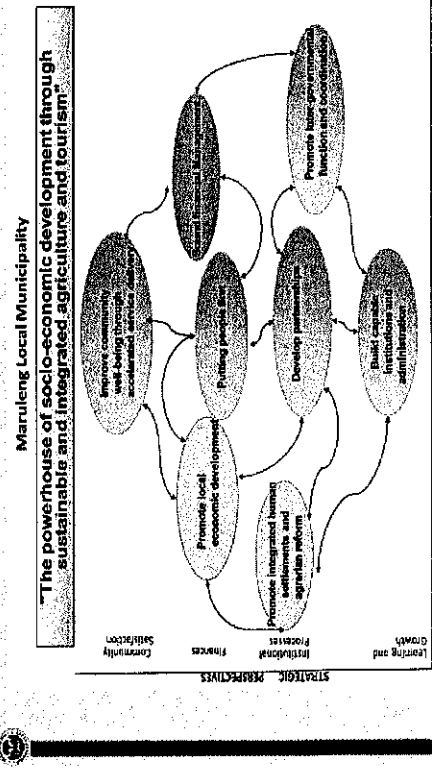 Maruleng Local Municipality
"The powerhouse of socio-economic development through
sustainable and integrated agriculture and tourism"
STRATEGIC PERSPECTIVES
Community
Satisfaction
Finances
Institutional
Processes
Learning and
Growth
Improve community
well-being through
accelerated service delivery
Promote local
economic development
Putting people first
Financial Management
Promote integrated human
settlements and
agrarian reform
Develop partnerships
Promote inter-governmental
function and coordination
Build capable
institutions and
administration